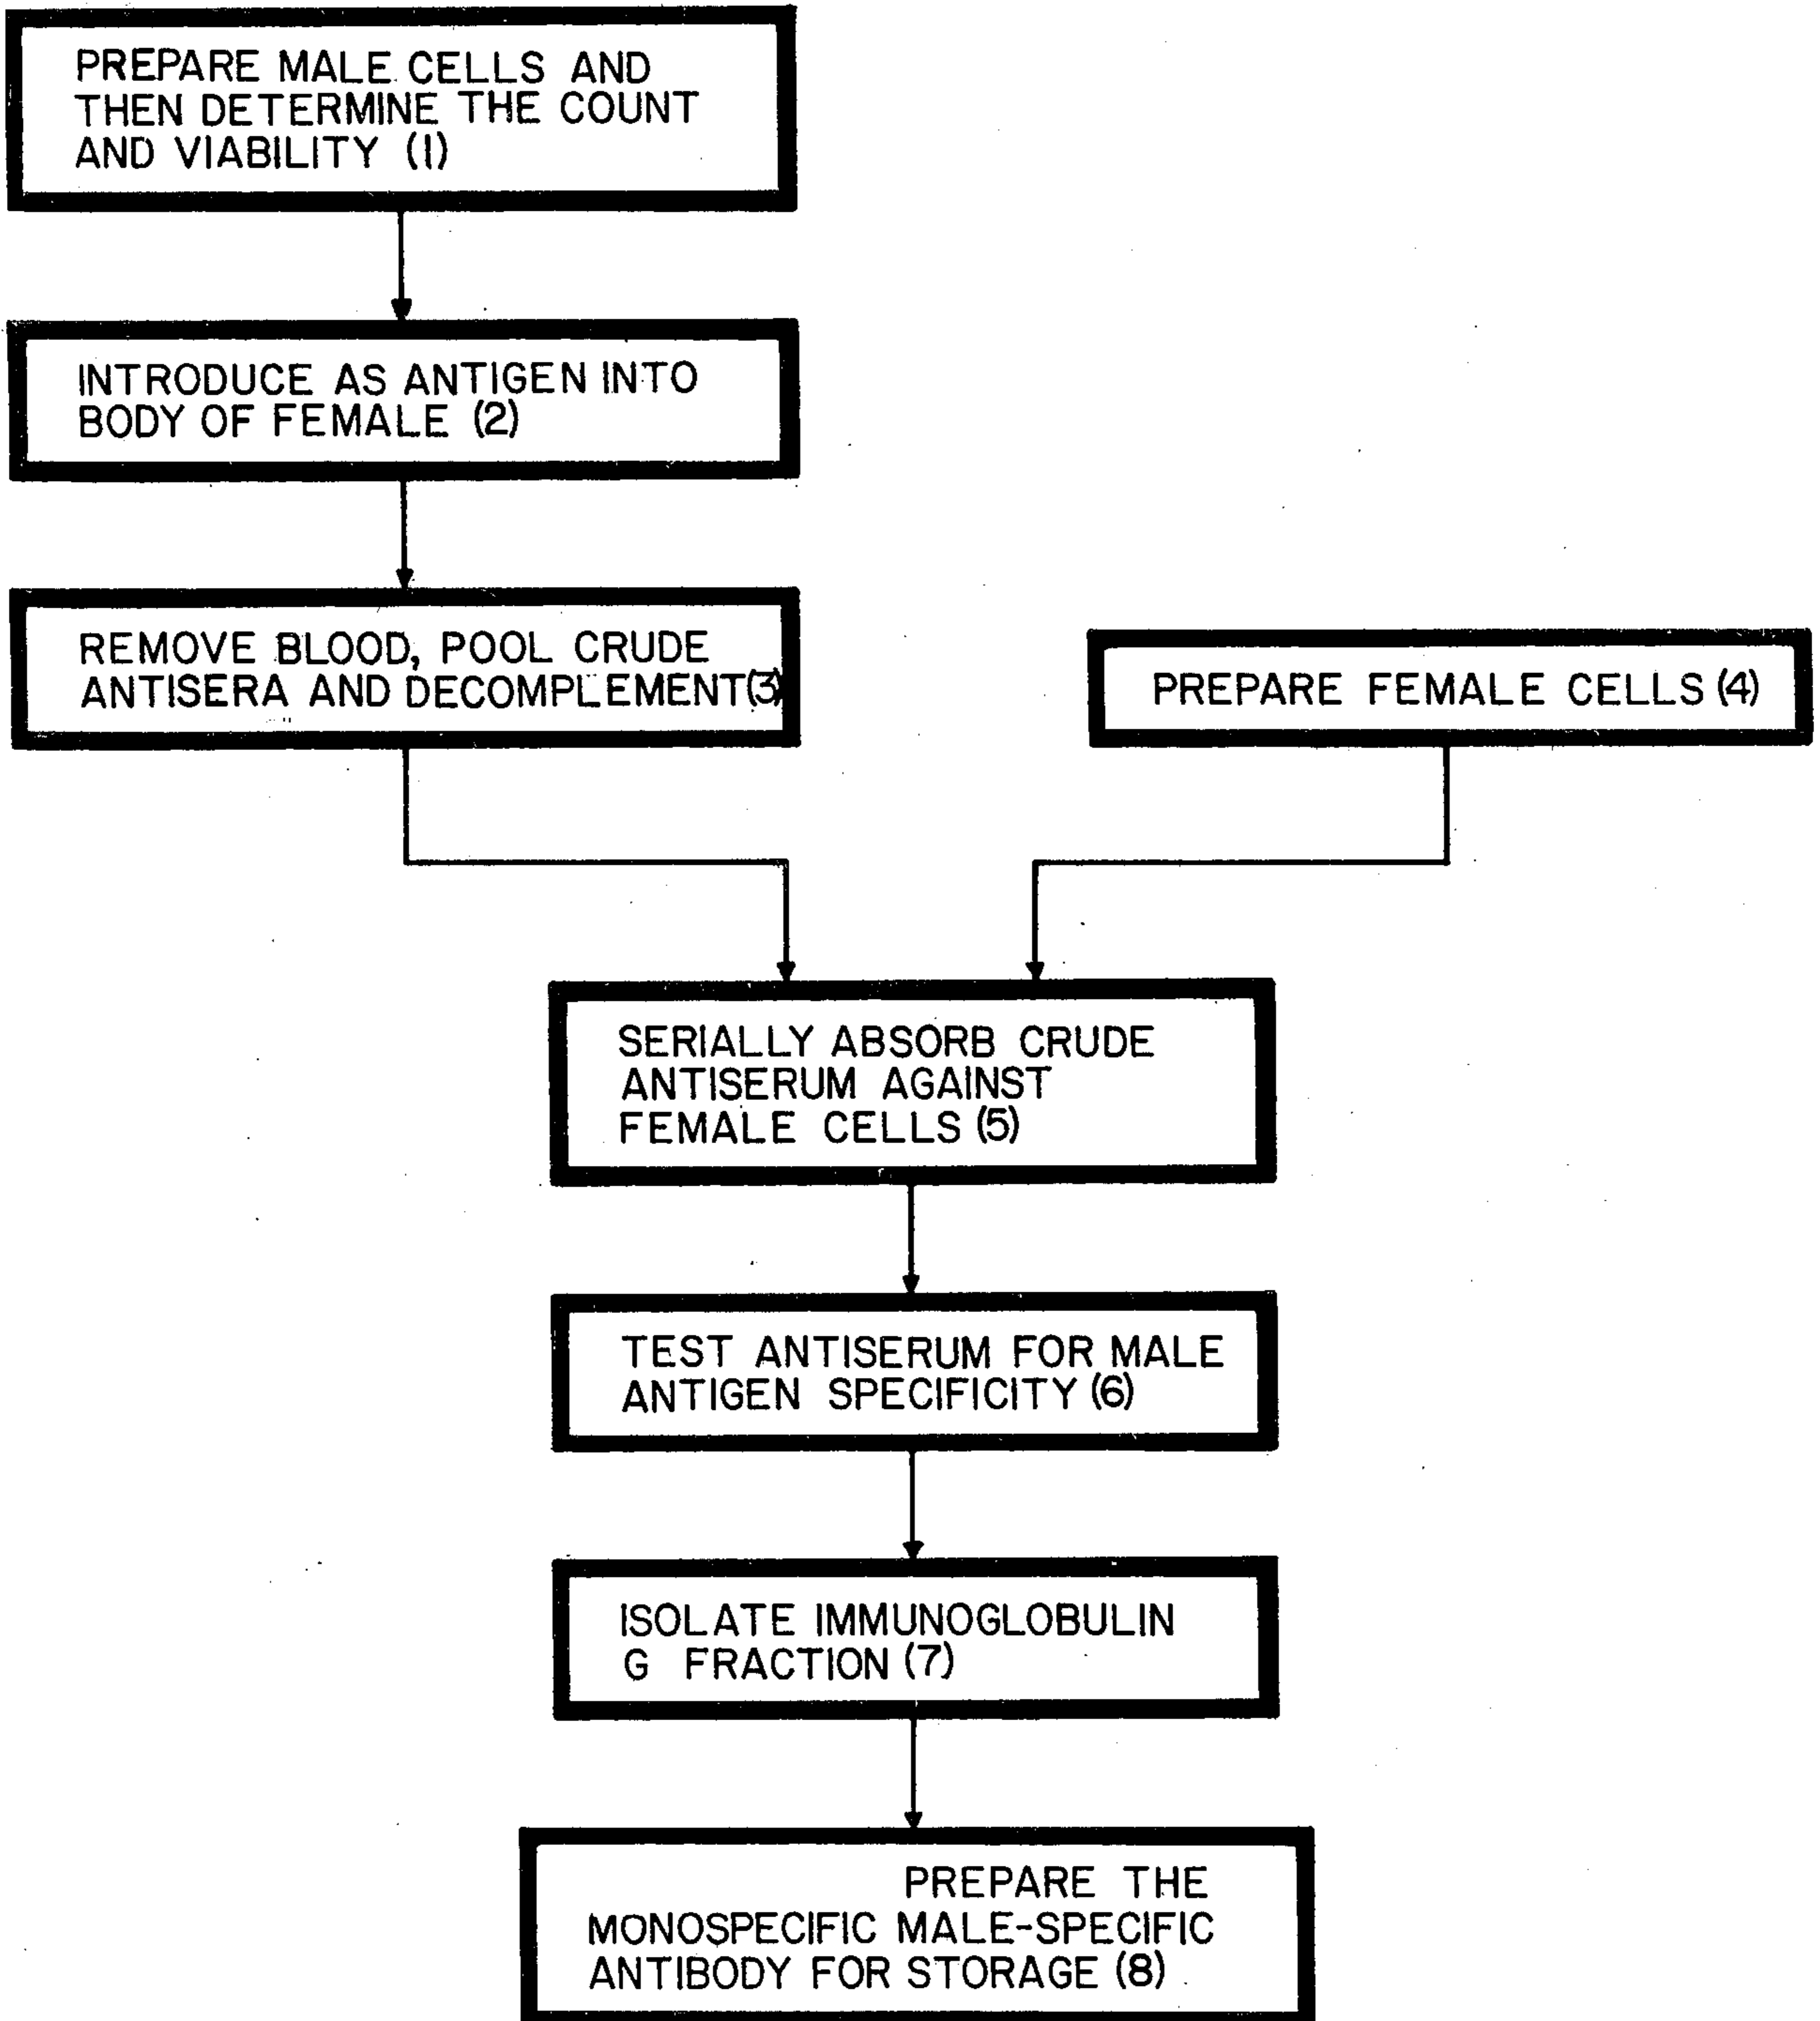 PREPARE MALE CELLS AND
THEN DETERMINE THE COUNT
AND VIABILITY (1)
INTRODUCE AS ANTIGEN INTO
BODY OF FEMALE (2)
REMOVE BLOOD, POOL CRUDE
ANTISERA AND DECOMPLEMENT(3)
PREPARE FEMALE CELLS (4)
SERIALLY ABSORB CRUDE
ANTISERUM AGAINST
FEMALE CELLS (5)
TEST ANTISERUM FOR MALE
ANTIGEN SPECIFICITY (6)
ISOLATE IMMUNOGLOBULIN
G FRACTION (7)
PREPARE THE
MONOSPECIFIC MALE-SPECIFIC
ANTIBODY FOR STORAGE (8)